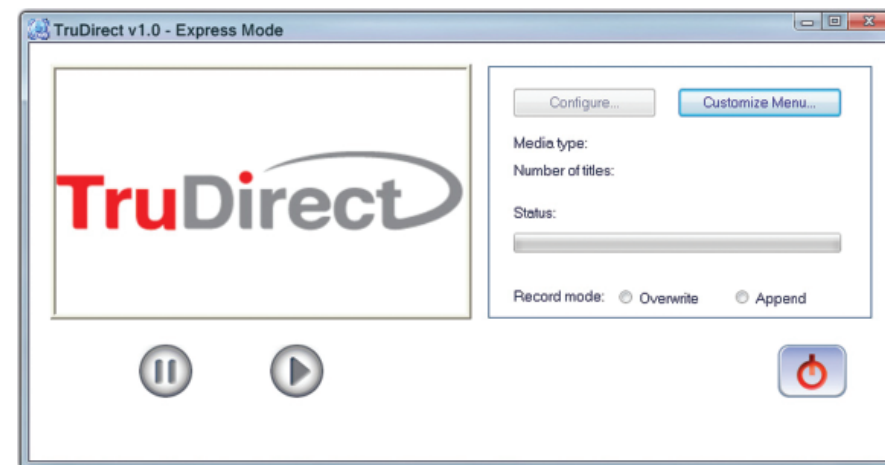 TruDirect v1.0 - Express Mode
TruDirect
Configure... Customize Menu...
Media type:
Number of titles:
Status:
Record mode: Overwrite Append